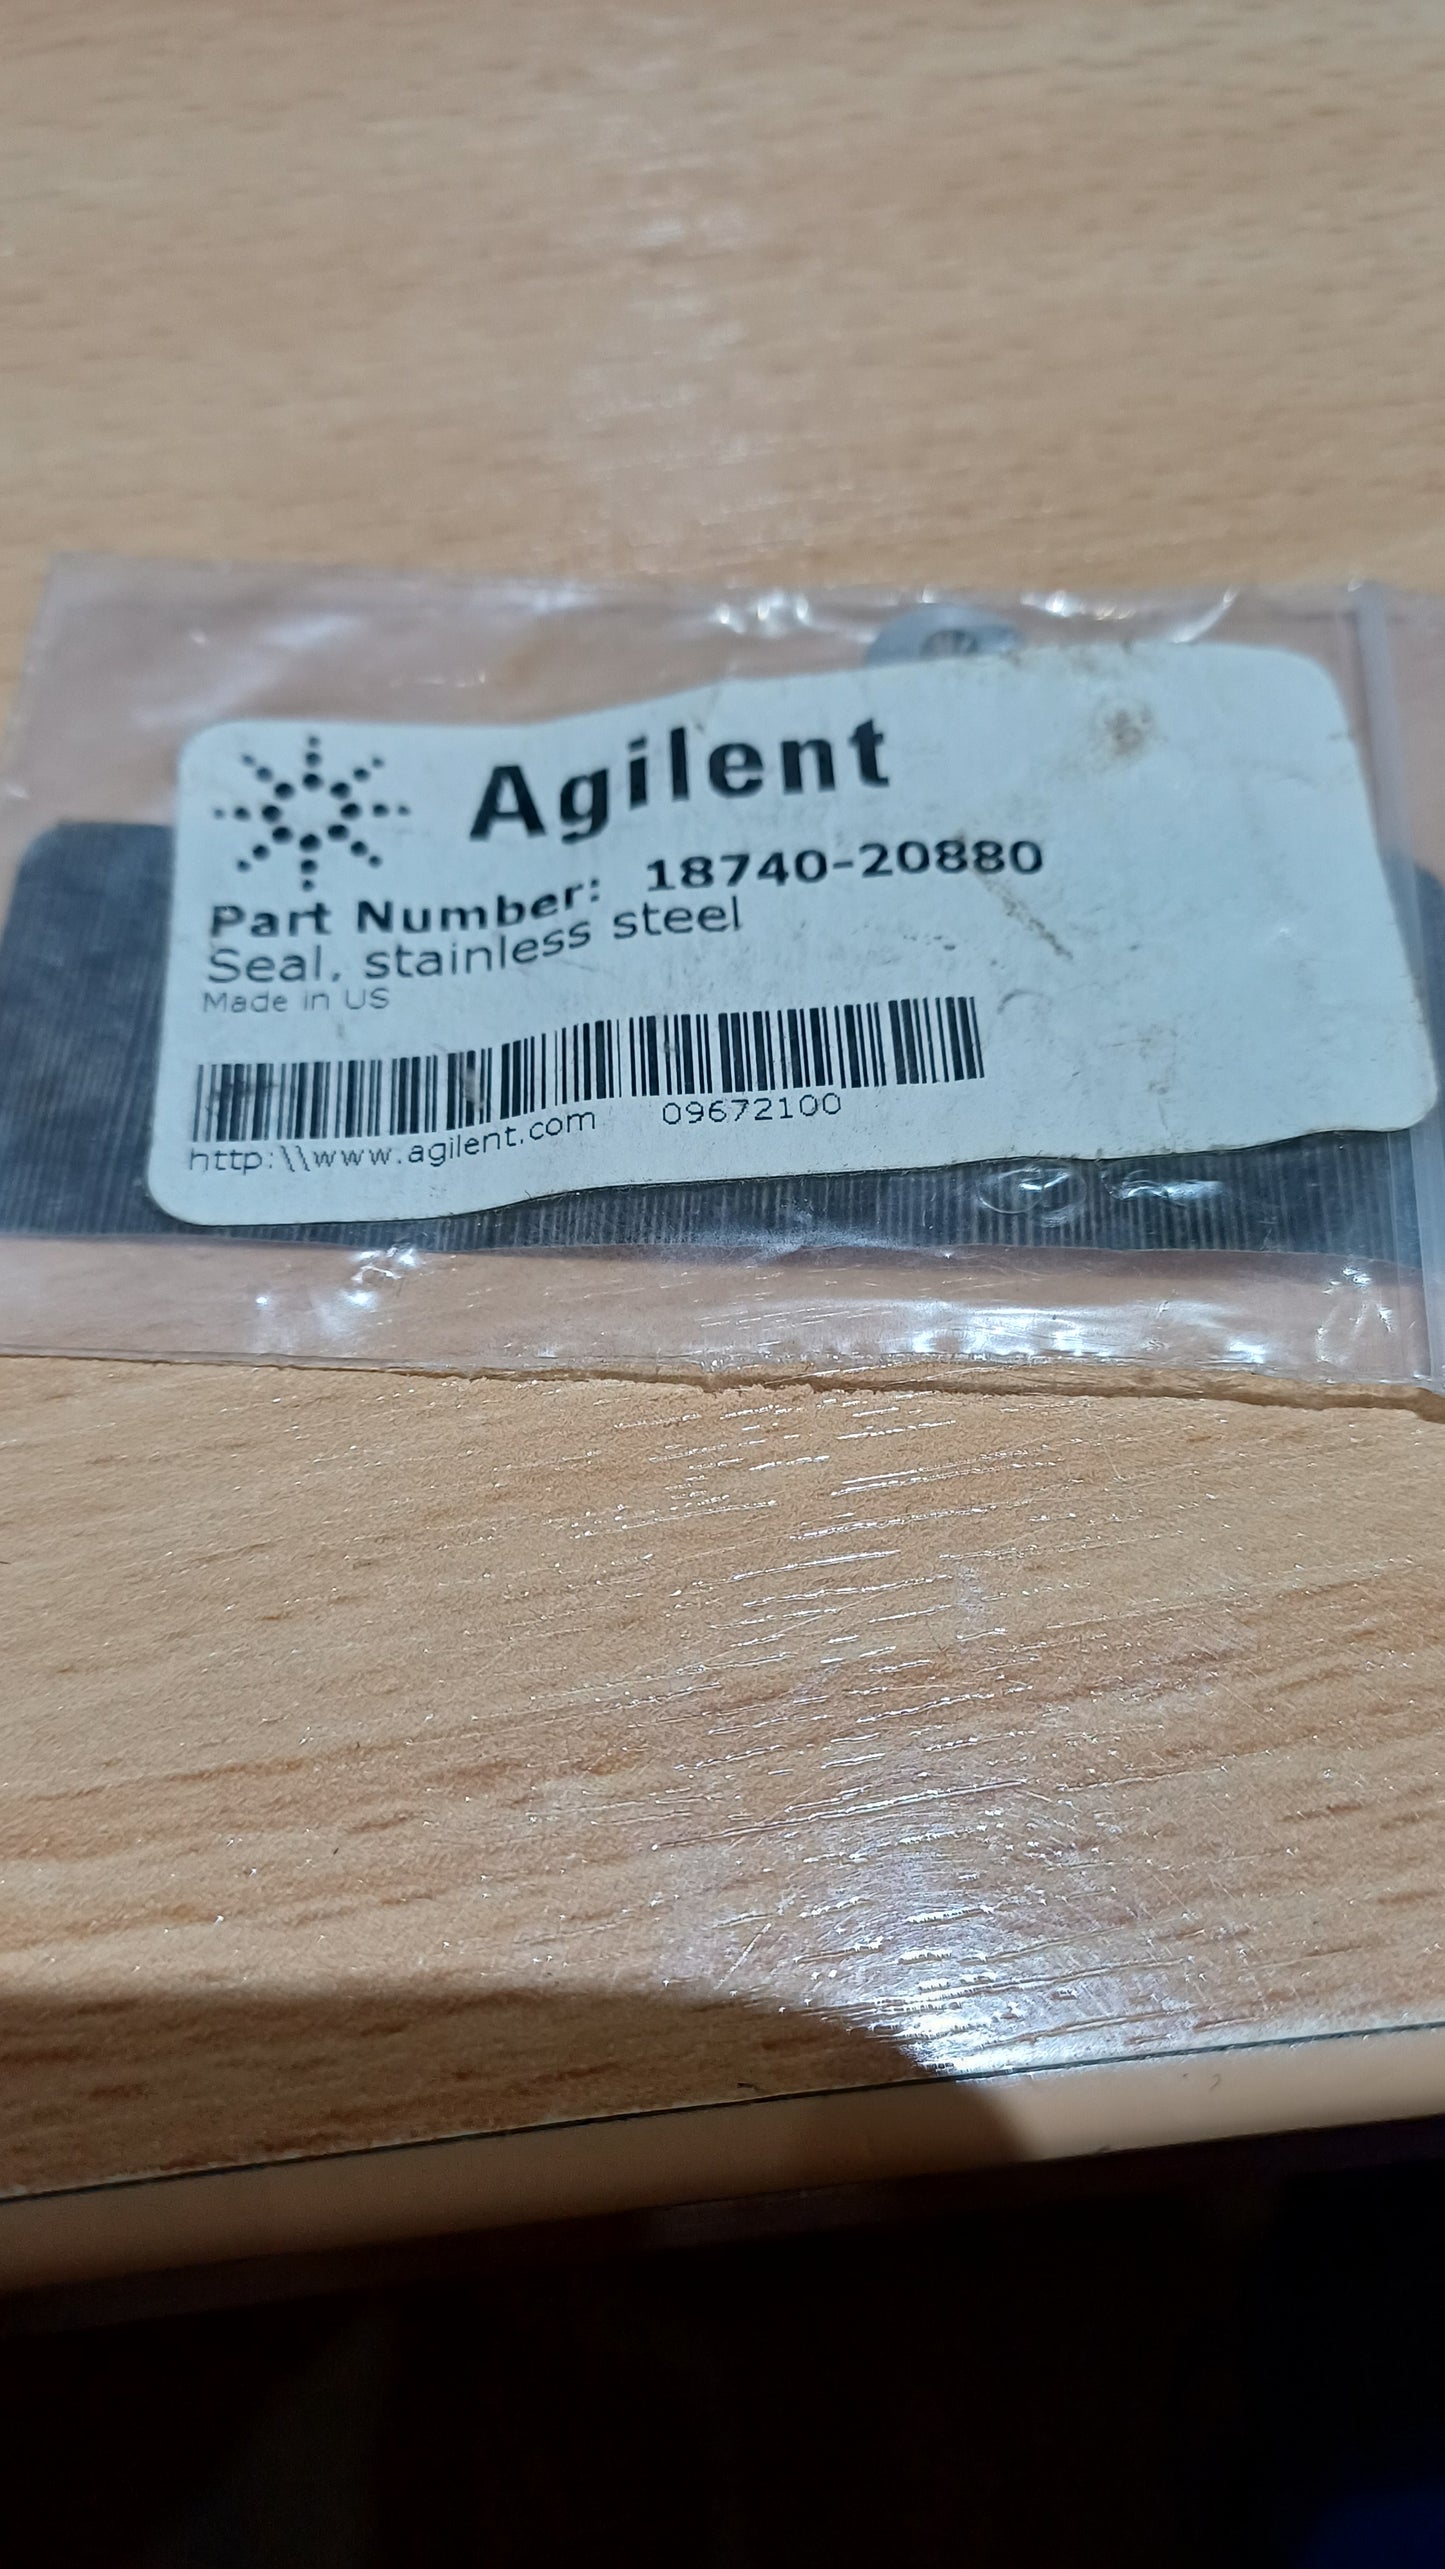 Agilent
Part Number: 18740-20880
Seal, stainless steel
Made in US
http:\\www.agilent.com 09672100